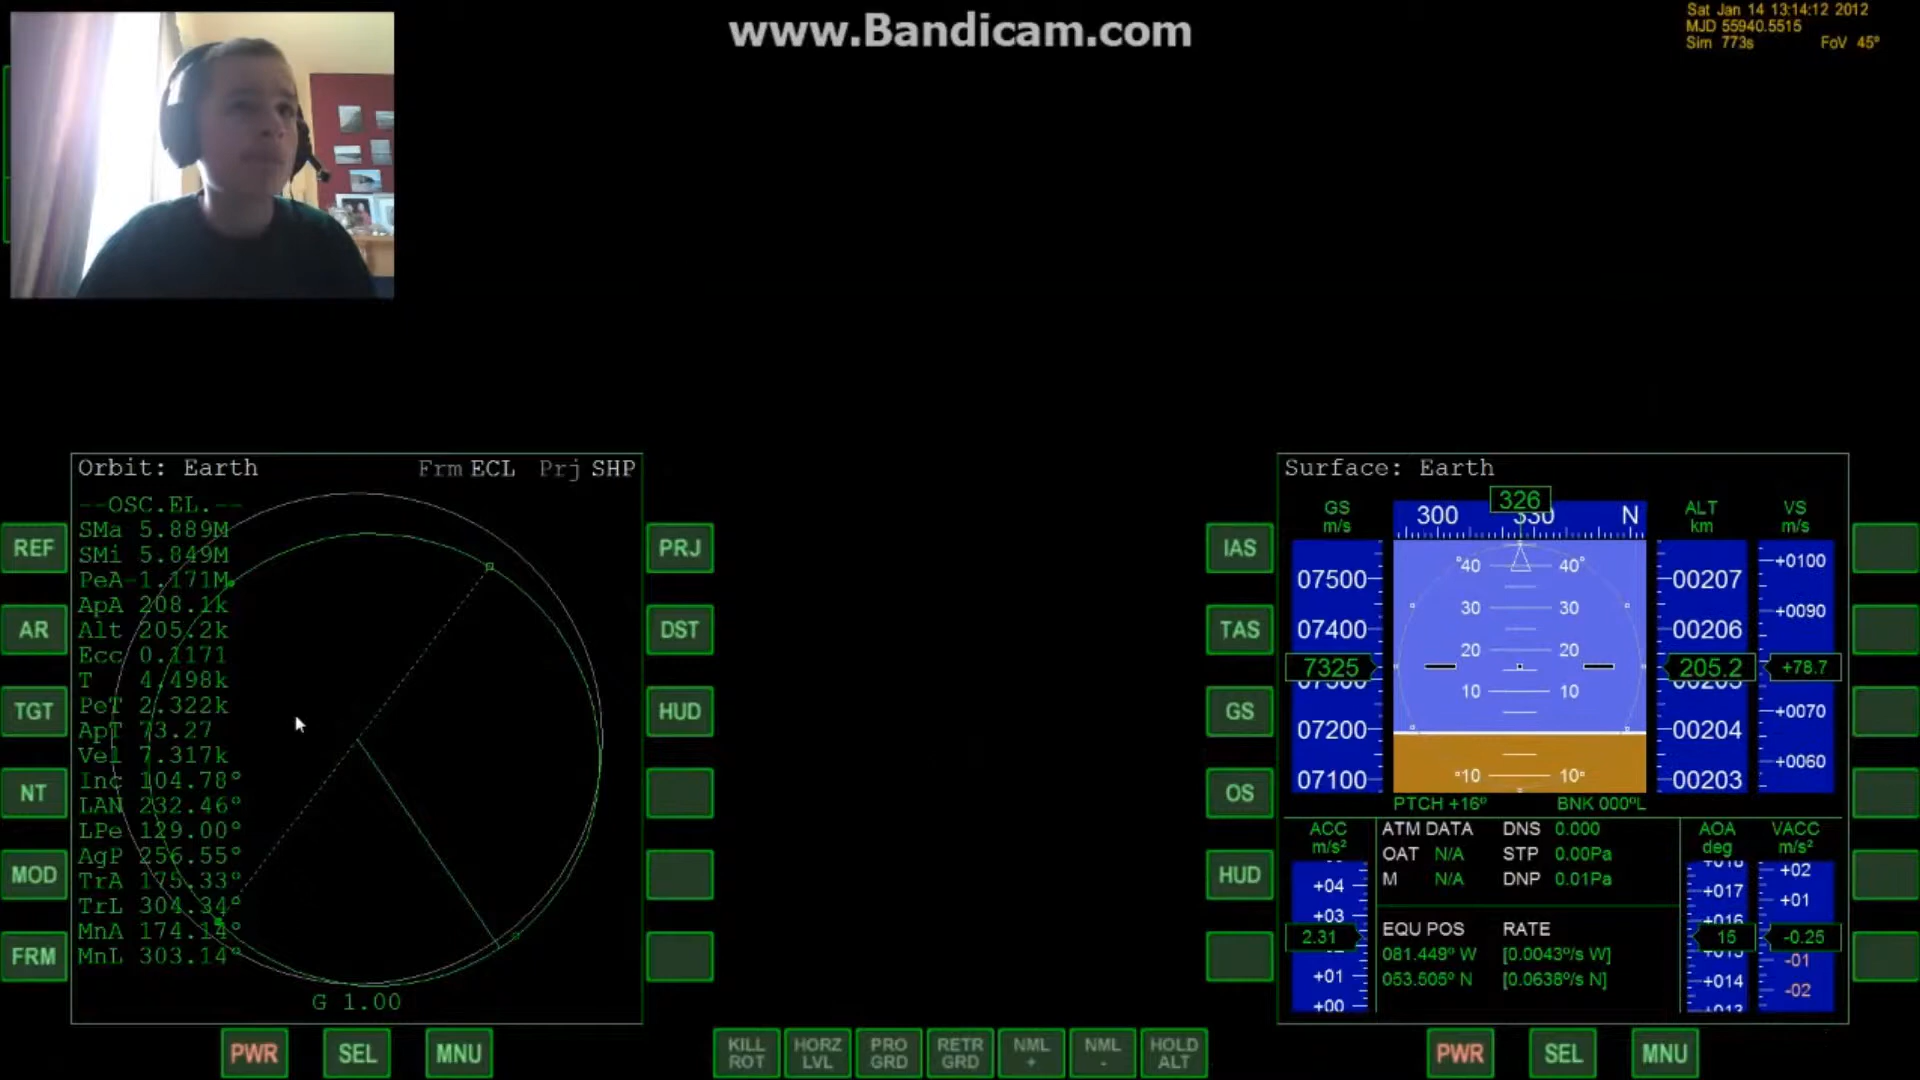 www.Bandicam.com
Sat Jan 14 13:14:12 2012
MJD 55940.5515
Sim 773s FoV 45°
Orbit: Earth Frm ECL Prj SHP
--OSC.EL.--
SMa 5.889M
SMi 5.849M
PeA-1.171M
ApA 208.1k
Alt 205.2k
Ecc 0.1171
T 4.498k
PeT 2.322k
ApT 73.27
Vel 7.317k
Inc 104.78°
LAN 232.46°
LPe 129.00°
AgP 256.55°
TrA 175.33°
TrL 304.34°
MnA 174.14°
MnL 303.14°
G 1.00
REF
AR
TGT
NT
MOD
FRM
PRJ
DST
HUD
PWR SEL MNU
KILL ROT
HORZ LVL
PRO GRD
RETR GRD
NML +
NML -
HOLD ALT
IAS
TAS
GS
OS
HUD
Surface: Earth
GS m/s
326
300 330 N
ALT km
VS m/s
07500
07400
7325
07300
07200
07100
40 40°
30 30
20 20
10 10
°10 10°
00207
00206
205.2
00205
00204
00203
+0100
+0090
+78.7
+0070
+0060
PTCH +16° BNK 000°L
ACC m/s²
+04
+03
2.31
+01
+00
ATM DATA DNS 0.000
OAT N/A STP 0.00Pa
M N/A DNP 0.01Pa
EQU POS RATE
081.449° W [0.0043°/s W]
053.505° N [0.0638°/s N]
AOA deg
+017
+016
15
+015
+014
VACC m/s²
+02
+01
-0.25
-01
-02
PWR SEL MNU